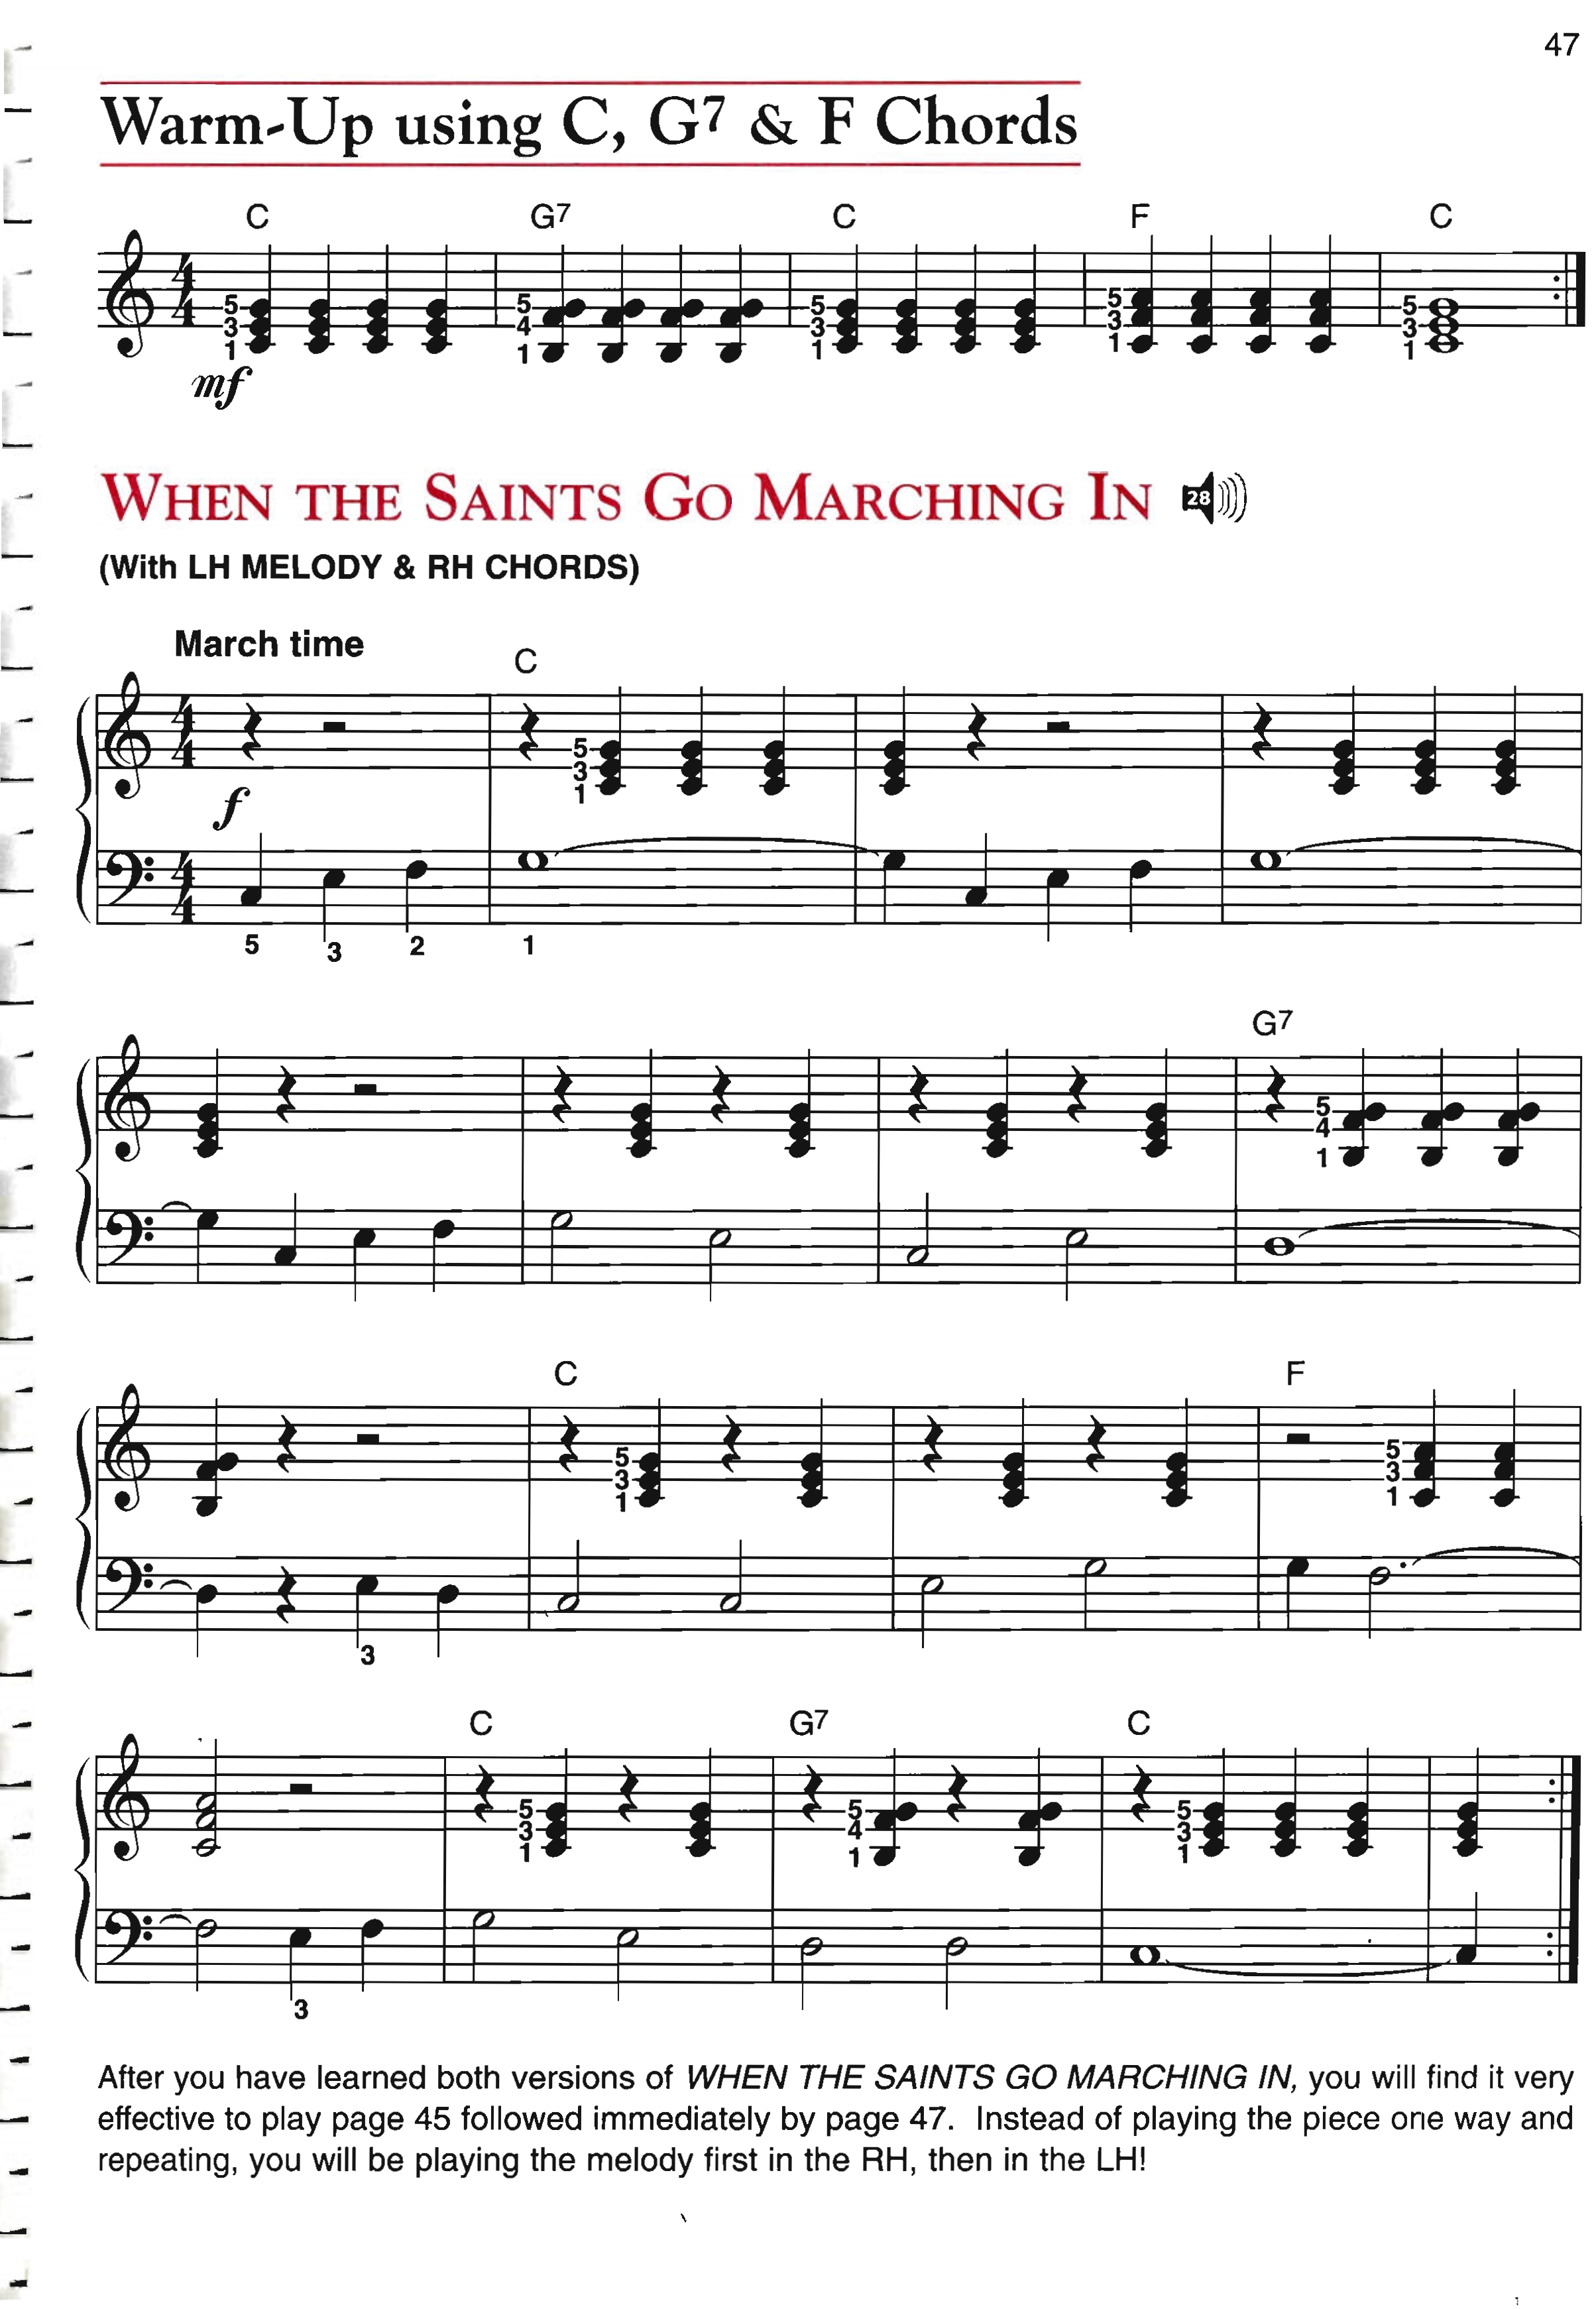 47
Warm-Up using C, G7 & F Chords
C G7 C F C
5 5 5 5 5
3 4 3 3 3
1 1 1 1 1
mf
WHEN THE SAINTS GO MARCHING IN 28
(With LH MELODY & RH CHORDS)
March time
C
4 4
5
3
1
f
4 4
5 3 2 1
G7
5
4
1
C F
5 5
3 3
1 1
3
C G7 C
5 5 5
3 4 3
1 1 1
3
After you have learned both versions of WHEN THE SAINTS GO MARCHING IN, you will find it very
effective to play page 45 followed immediately by page 47. Instead of playing the piece one way and
repeating, you will be playing the melody first in the RH, then in the LH!